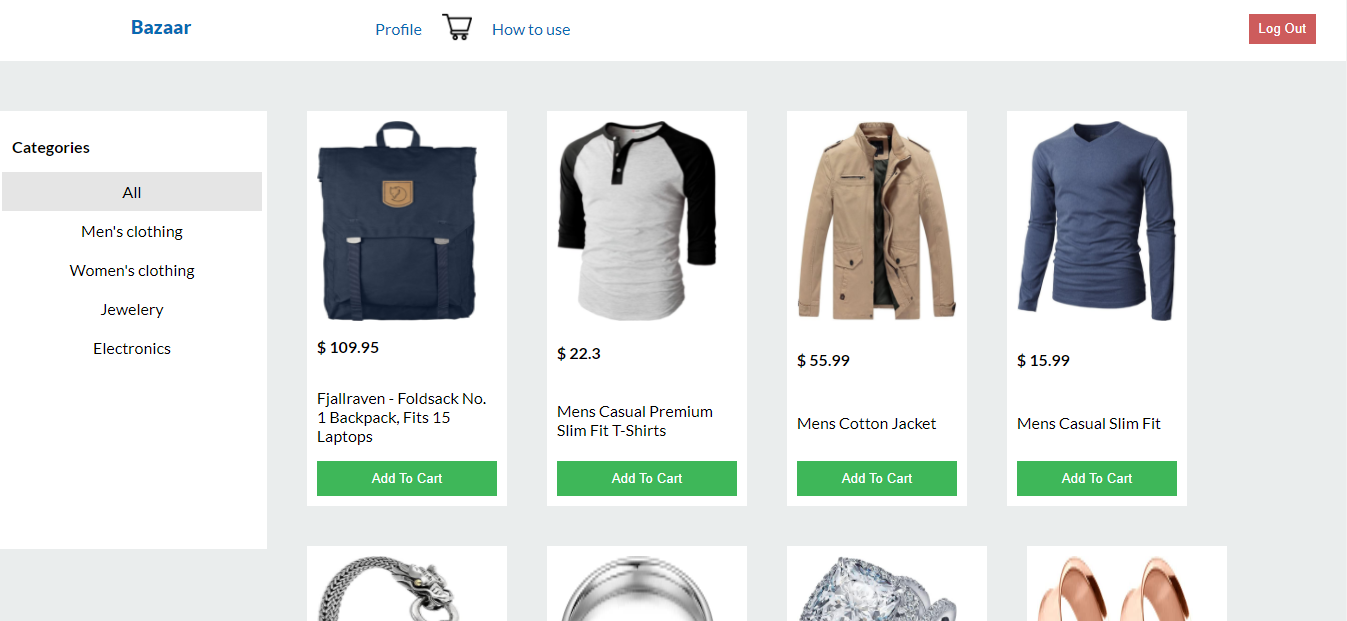 Bazaar
Profile
How to use
Log Out
Categories
All
Men's clothing
Women's clothing
Jewelery
Electronics
$ 109.95
Fjallraven - Foldsack No.
1 Backpack, Fits 15
Laptops
Add To Cart
$ 22.3
Mens Casual Premium
Slim Fit T-Shirts
Add To Cart
$ 55.99
Mens Cotton Jacket
Add To Cart
$ 15.99
Mens Casual Slim Fit
Add To Cart